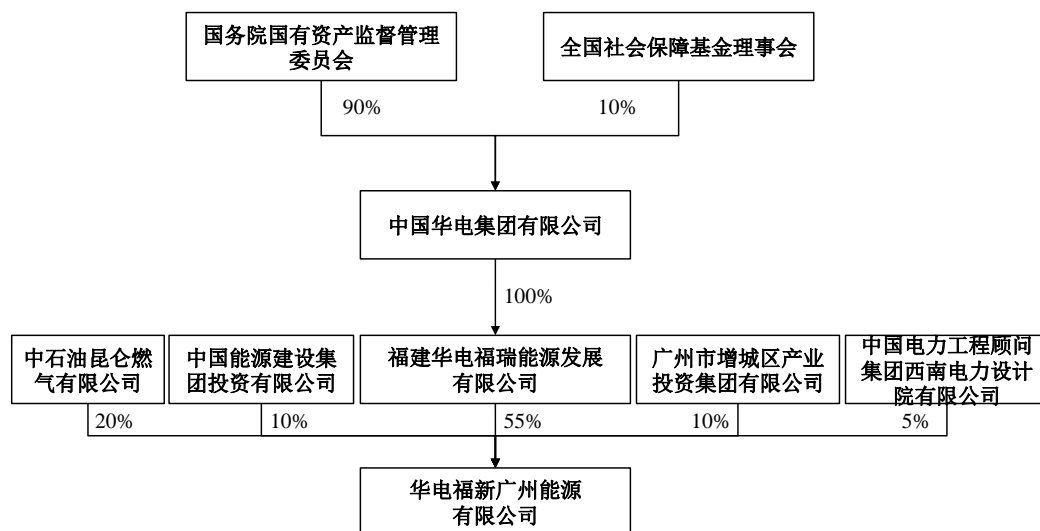 国务院国有资产监督管理
委员会
全国社会保障基金理事会
90%
10%
中国华电集团有限公司
100%
中石油昆仑燃
气有限公司
中国能源建设集
团投资有限公司
福建华电福瑞能源发展
有限公司
广州市增城区产业
投资集团有限公司
中国电力工程顾问
集团西南电力设计
院有限公司
20%
10%
55%
10%
5%
华电福新广州能源
有限公司